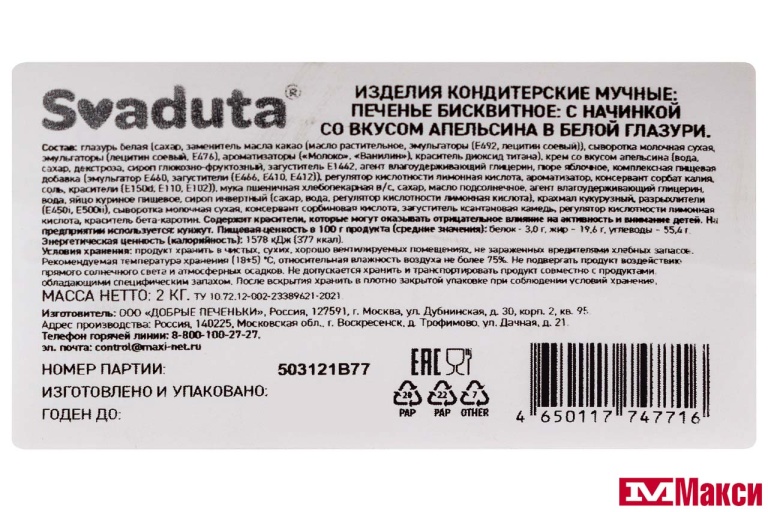 Svaduta®
ИЗДЕЛИЯ КОНДИТЕРСКИЕ МУЧНЫЕ:
ПЕЧЕНЬЕ БИСКВИТНОЕ: С НАЧИНКОЙ
СО ВКУСОМ АПЕЛЬСИНА В БЕЛОЙ ГЛАЗУРИ.
Состав: глазурь белая (сахар, заменитель масла какао (масло растительное, эмульгаторы (Е492, лецитин соевый)), сыворотка молочная сухая,
эмульгаторы (лецитин соевый, Е476), ароматизаторы («Молоко», «Ванилин»), краситель диоксид титана), крем со вкусом апельсина (вода,
сахар, декстроза, сироп глюкозно-фруктозный, загуститель Е1442, агент влагоудерживающий глицерин, пюре яблочное, комплексная пищевая
добавка (эмульгатор Е460, загустители (Е466, Е410, Е412)), регулятор кислотности лимонная кислота, ароматизатор, консервант сорбат калия,
соль, красители (Е150d, Е110, Е102)), мука пшеничная хлебопекарная в/с, сахар, масло подсолнечное, агент влагоудерживающий глицерин,
вода, яйцо куриное пищевое, сироп инвертный (сахар, вода, регулятор кислотности лимонная кислота), крахмал кукурузный, разрыхлители
(Е450i, Е500ii), сыворотка молочная сухая, консервант сорбиновая кислота, загуститель ксантановая камедь, регулятор кислотности лимонная
кислота, краситель бета-каротин. Содержит красители, которые могут оказывать отрицательное влияние на активность и внимание детей. На
предприятии используется: кунжут. Пищевая ценность в 100 г продукта (средние значения): белок - 3,0 г, жир - 19,6 г, углеводы - 55,4 г.
Энергетическая ценность (калорийность): 1578 кДж (377 ккал).
Условия хранения: продукт хранить в чистых, сухих, хорошо вентилируемых помещениях, не зараженных вредителями хлебных запасов.
Рекомендуемая температура хранения (18±5) °С, относительная влажность воздуха не более 75%. Не подвергать продукт воздействию
прямого солнечного света и атмосферных осадков. Не допускается хранить и транспортировать продукт совместно с продуктами,
обладающими специфическим запахом. После вскрытия хранить в плотно закрытой упаковке при соблюдении условий хранения.
МАССА НЕТТО: 2 КГ. ТУ 10.72.12-002-23389621-2021
Изготовитель: ООО «ДОБРЫЕ ПЕЧЕНЬКИ», Россия, 127591, г. Москва, ул. Дубнинская, д. 30, корп. 2, кв. 95
Адрес производства: Россия, 140225, Московская обл., г. Воскресенск, д. Трофимово, ул. Дачная, д. 21.
Телефон горячей линии: 8-800-100-27-27.
эл. почта: control@maxi-net.ru
НОМЕР ПАРТИИ: 503121В77
ИЗГОТОВЛЕНО И УПАКОВАНО:
ГОДЕН ДО:
EAC
20 22 7
PAP PAP OTHER
4 650117 747716
Макси